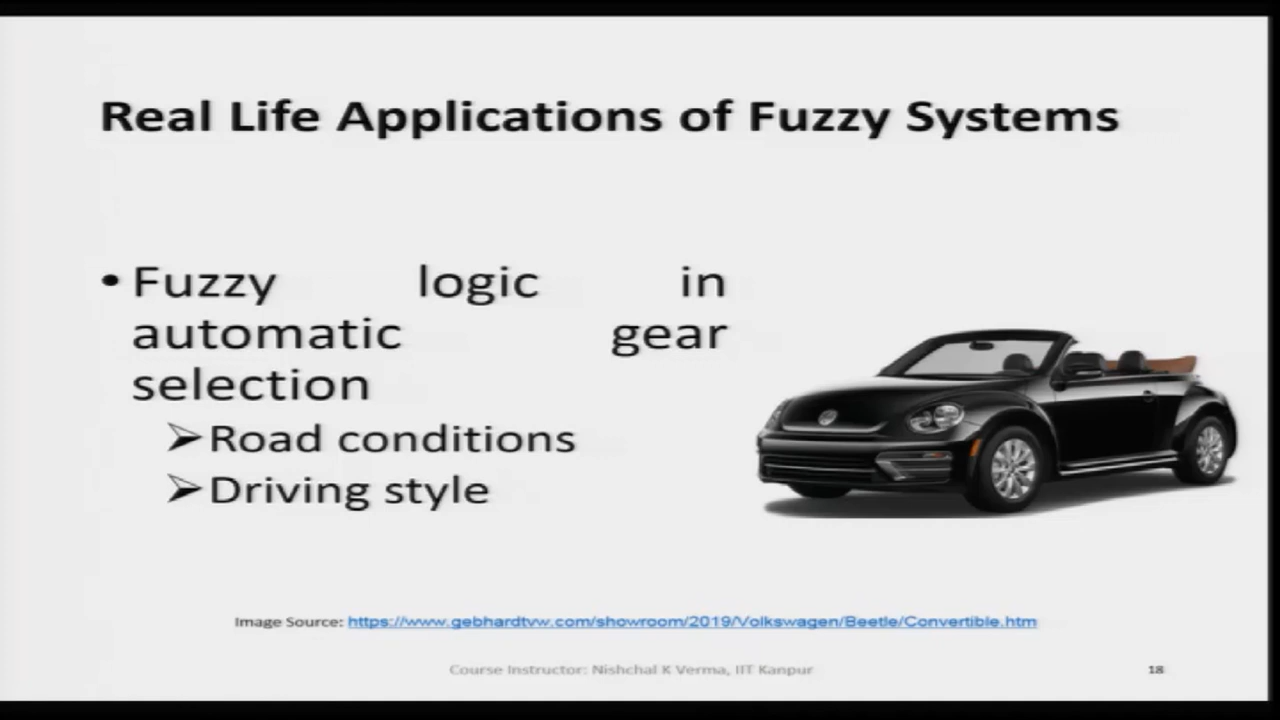 Real Life Applications of Fuzzy Systems
• Fuzzy logic in
automatic gear
selection
➢Road conditions
➢Driving style
Image Source: https://www.gebhardtvw.com/showroom/2019/Volkswagen/Beetle/Convertible.htm
Course Instructor: Nishchal K Verma, IIT Kanpur
18